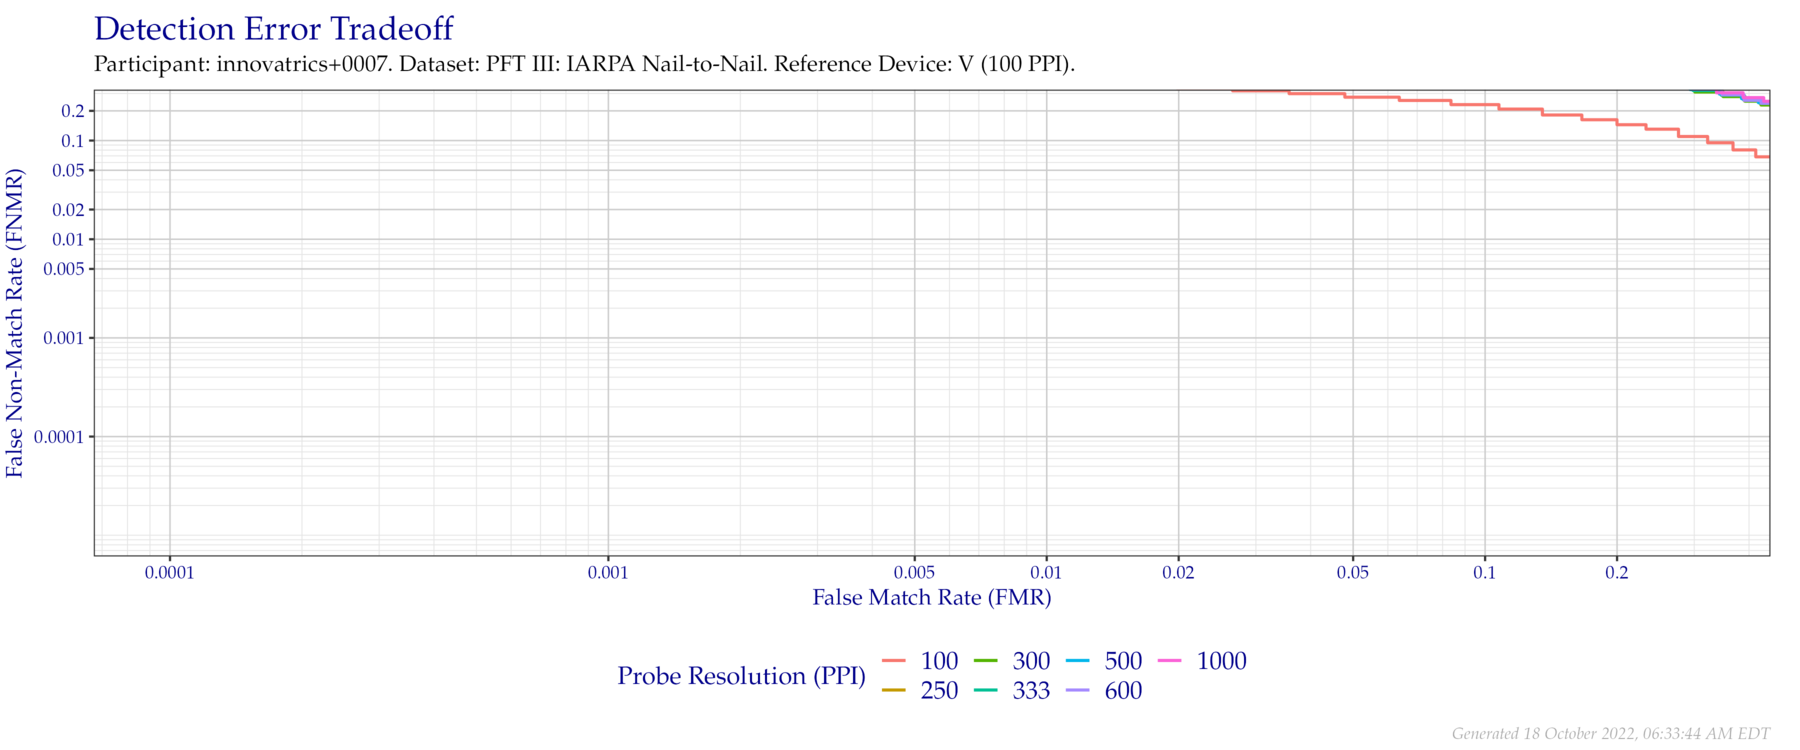 Detection Error Tradeoff
Participant: innovatrics+0007. Dataset: PFT III: IARPA Nail-to-Nail. Reference Device: V (100 PPI).
False Non-Match Rate (FNMR)
0.2
0.1
0.05
0.02
0.01
0.005
0.001
0.0001
0.0001 0.001 0.005 0.01 0.02 0.05 0.1 0.2
False Match Rate (FMR)
Probe Resolution (PPI)
100 300 500 1000
250 333 600
Generated 18 October 2022, 06:33:44 AM EDT